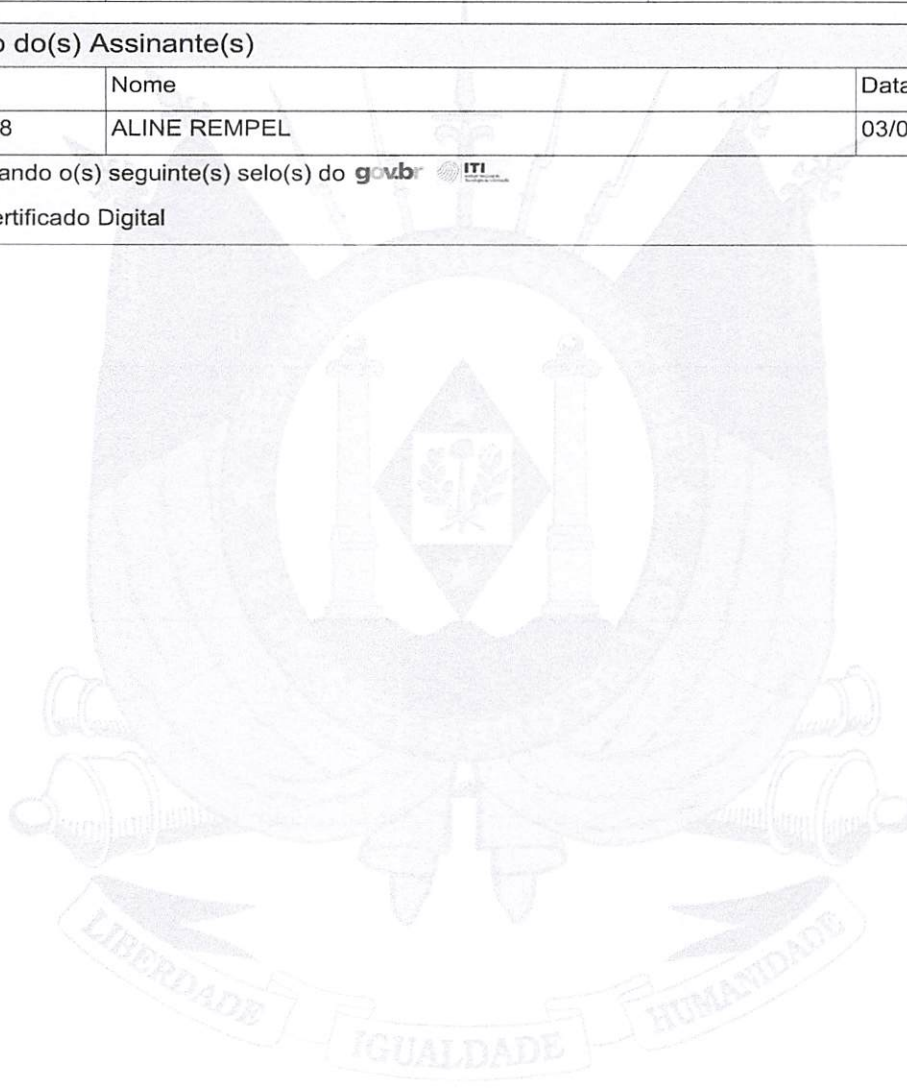 o do(s) Assinante(s)
Nome Data
8 ALINE REMPEL 03/0
ando o(s) seguinte(s) selo(s) do gov.br ITI
ertificado Digital
LIBERDADE IGUALDADE HUMANIDADE